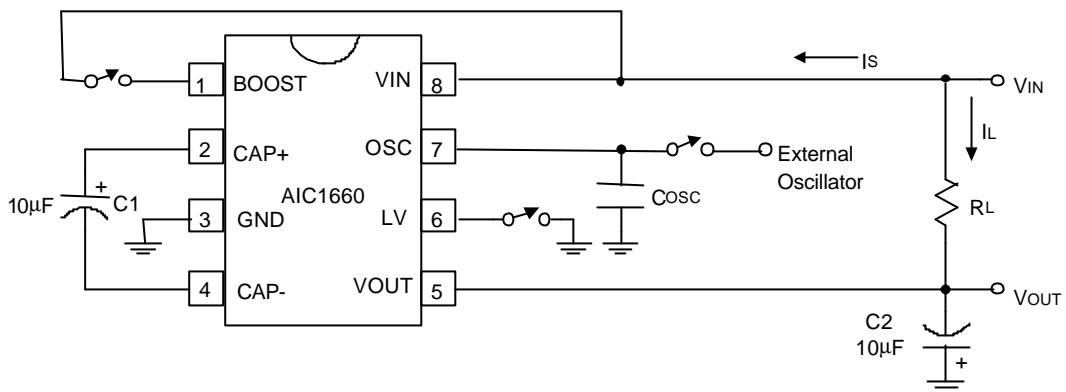 IS
1 BOOST VIN 8
VIN
IL
2 CAP+ OSC 7
External
Oscillator
10μF + C1
AIC1660
COSC
3 GND LV 6
RL
4 CAP- VOUT 5
VOUT
C2
10μF
+